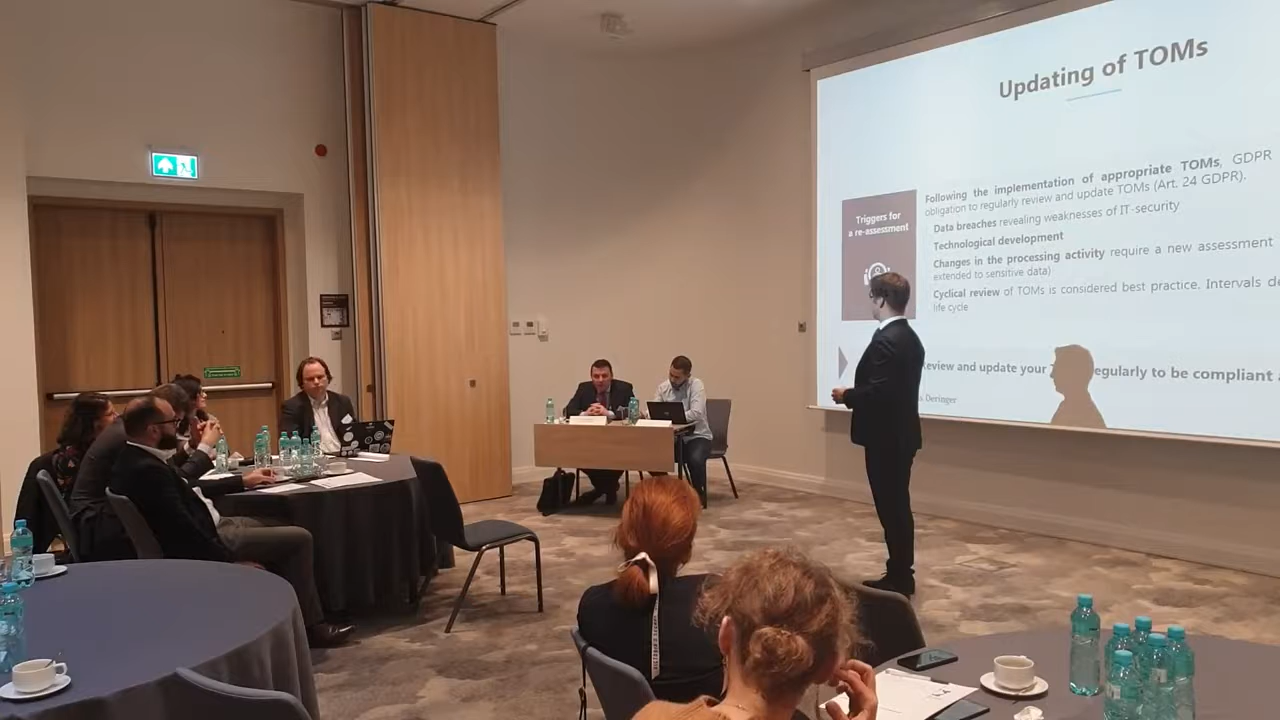 Updating of TOMs
Triggers for
a re-assessment
Following the implementation of appropriate TOMs, GDPR
obligation to regularly review and update TOMs (Art. 24 GDPR).
Data breaches revealing weaknesses of IT-security
Technological development
Changes in the processing activity require a new assessment
extended to sensitive data)
Cyclical review of TOMs is considered best practice. Intervals de
life cycle
eview and update your egularly to be compliant
s Deringer